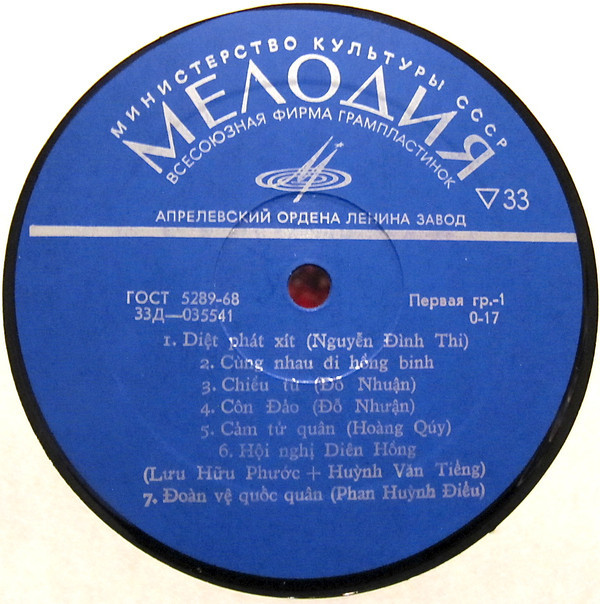 МИНИСТЕРСТВО КУЛЬТУРЫ СССР
МЕЛОДИЯ
ВСЕСОЮЗНАЯ ФИРМА ГРАМПЛАСТИНОК
33
АПРЕЛЕВСКИЙ ОРДЕНА ЛЕНИНА ЗАВОД
ГОСТ 5289-68
Первая гр.-1
33Д—035541
0-17
1. Diệt phát xít (Nguyễn Đình Thi)
2. Cùng nhau đi hồng binh
3. Chiếu tù (Đỗ Nhuận)
4. Côn Đảo (Đỗ Nhuận)
5. Cảm tử quân (Hoàng Qúy)
6. Hội nghị Diên Hồng
(Lưu Hữu Phước + Huỳnh Văn Tiểng)
7. Đoàn vệ quốc quân (Phan Huỳnh Điểu)